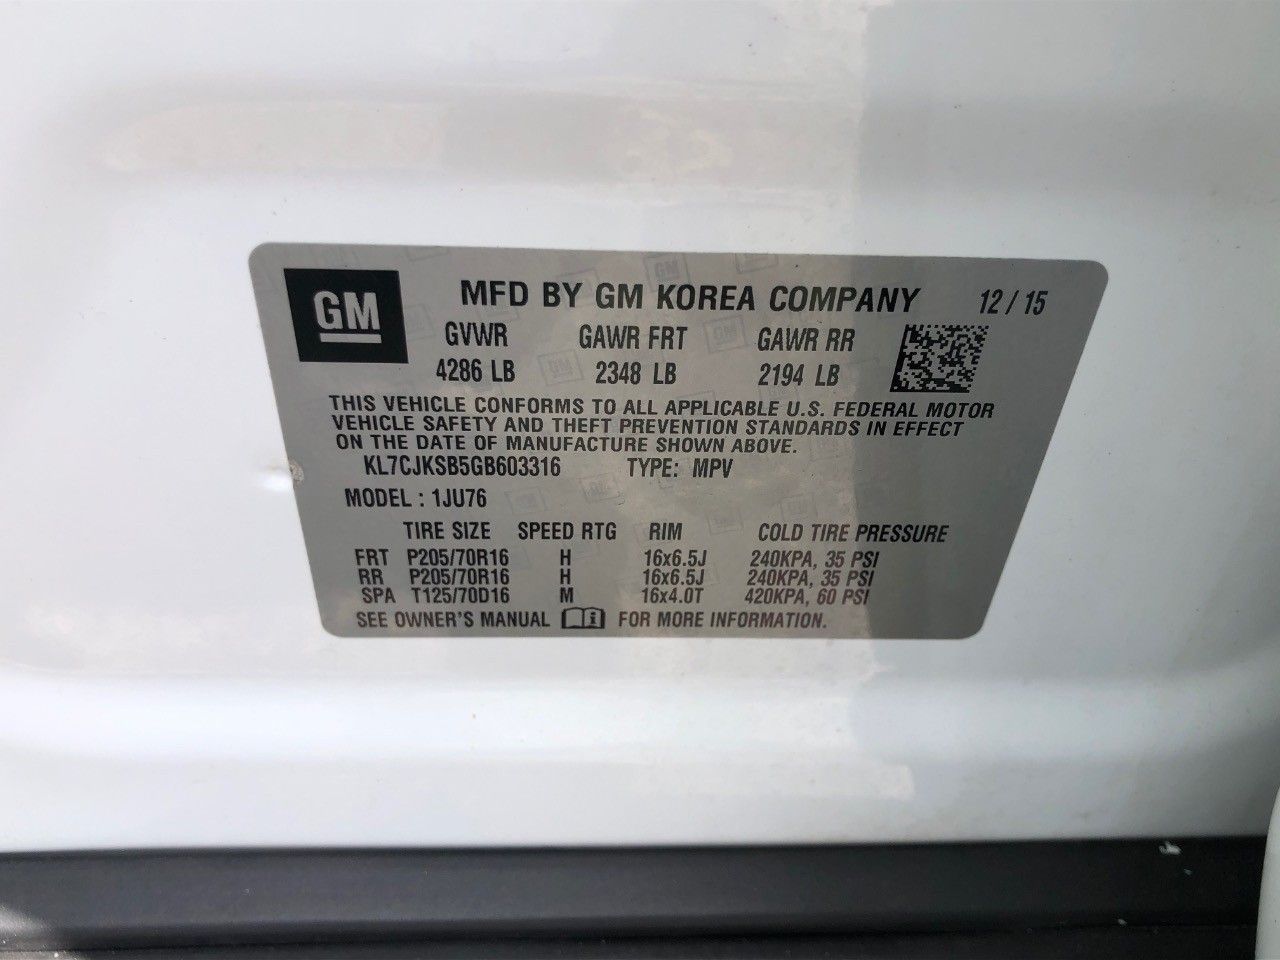 GM
MFD BY GM KOREA COMPANY 12/15
GVWR GAWR FRT GAWR RR
4286 LB 2348 LB 2194 LB
THIS VEHICLE CONFORMS TO ALL APPLICABLE U.S. FEDERAL MOTOR
VEHICLE SAFETY AND THEFT PREVENTION STANDARDS IN EFFECT
ON THE DATE OF MANUFACTURE SHOWN ABOVE.
KL7CJKSB5GB603316 TYPE: MPV
MODEL : 1JU76
TIRE SIZE SPEED RTG RIM COLD TIRE PRESSURE
FRT P205/70R16 H 16x6.5J 240KPA, 35 PSI
RR P205/70R16 H 16x6.5J 240KPA, 35 PSI
SPA T125/70D16 M 16x4.0T 420KPA, 60 PSI
SEE OWNER'S MANUAL i FOR MORE INFORMATION.